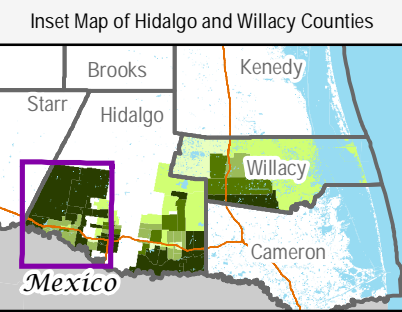 Inset Map of Hidalgo and Willacy Counties
Brooks
Kenedy
Starr
Hidalgo
Willacy
Cameron
Mexico